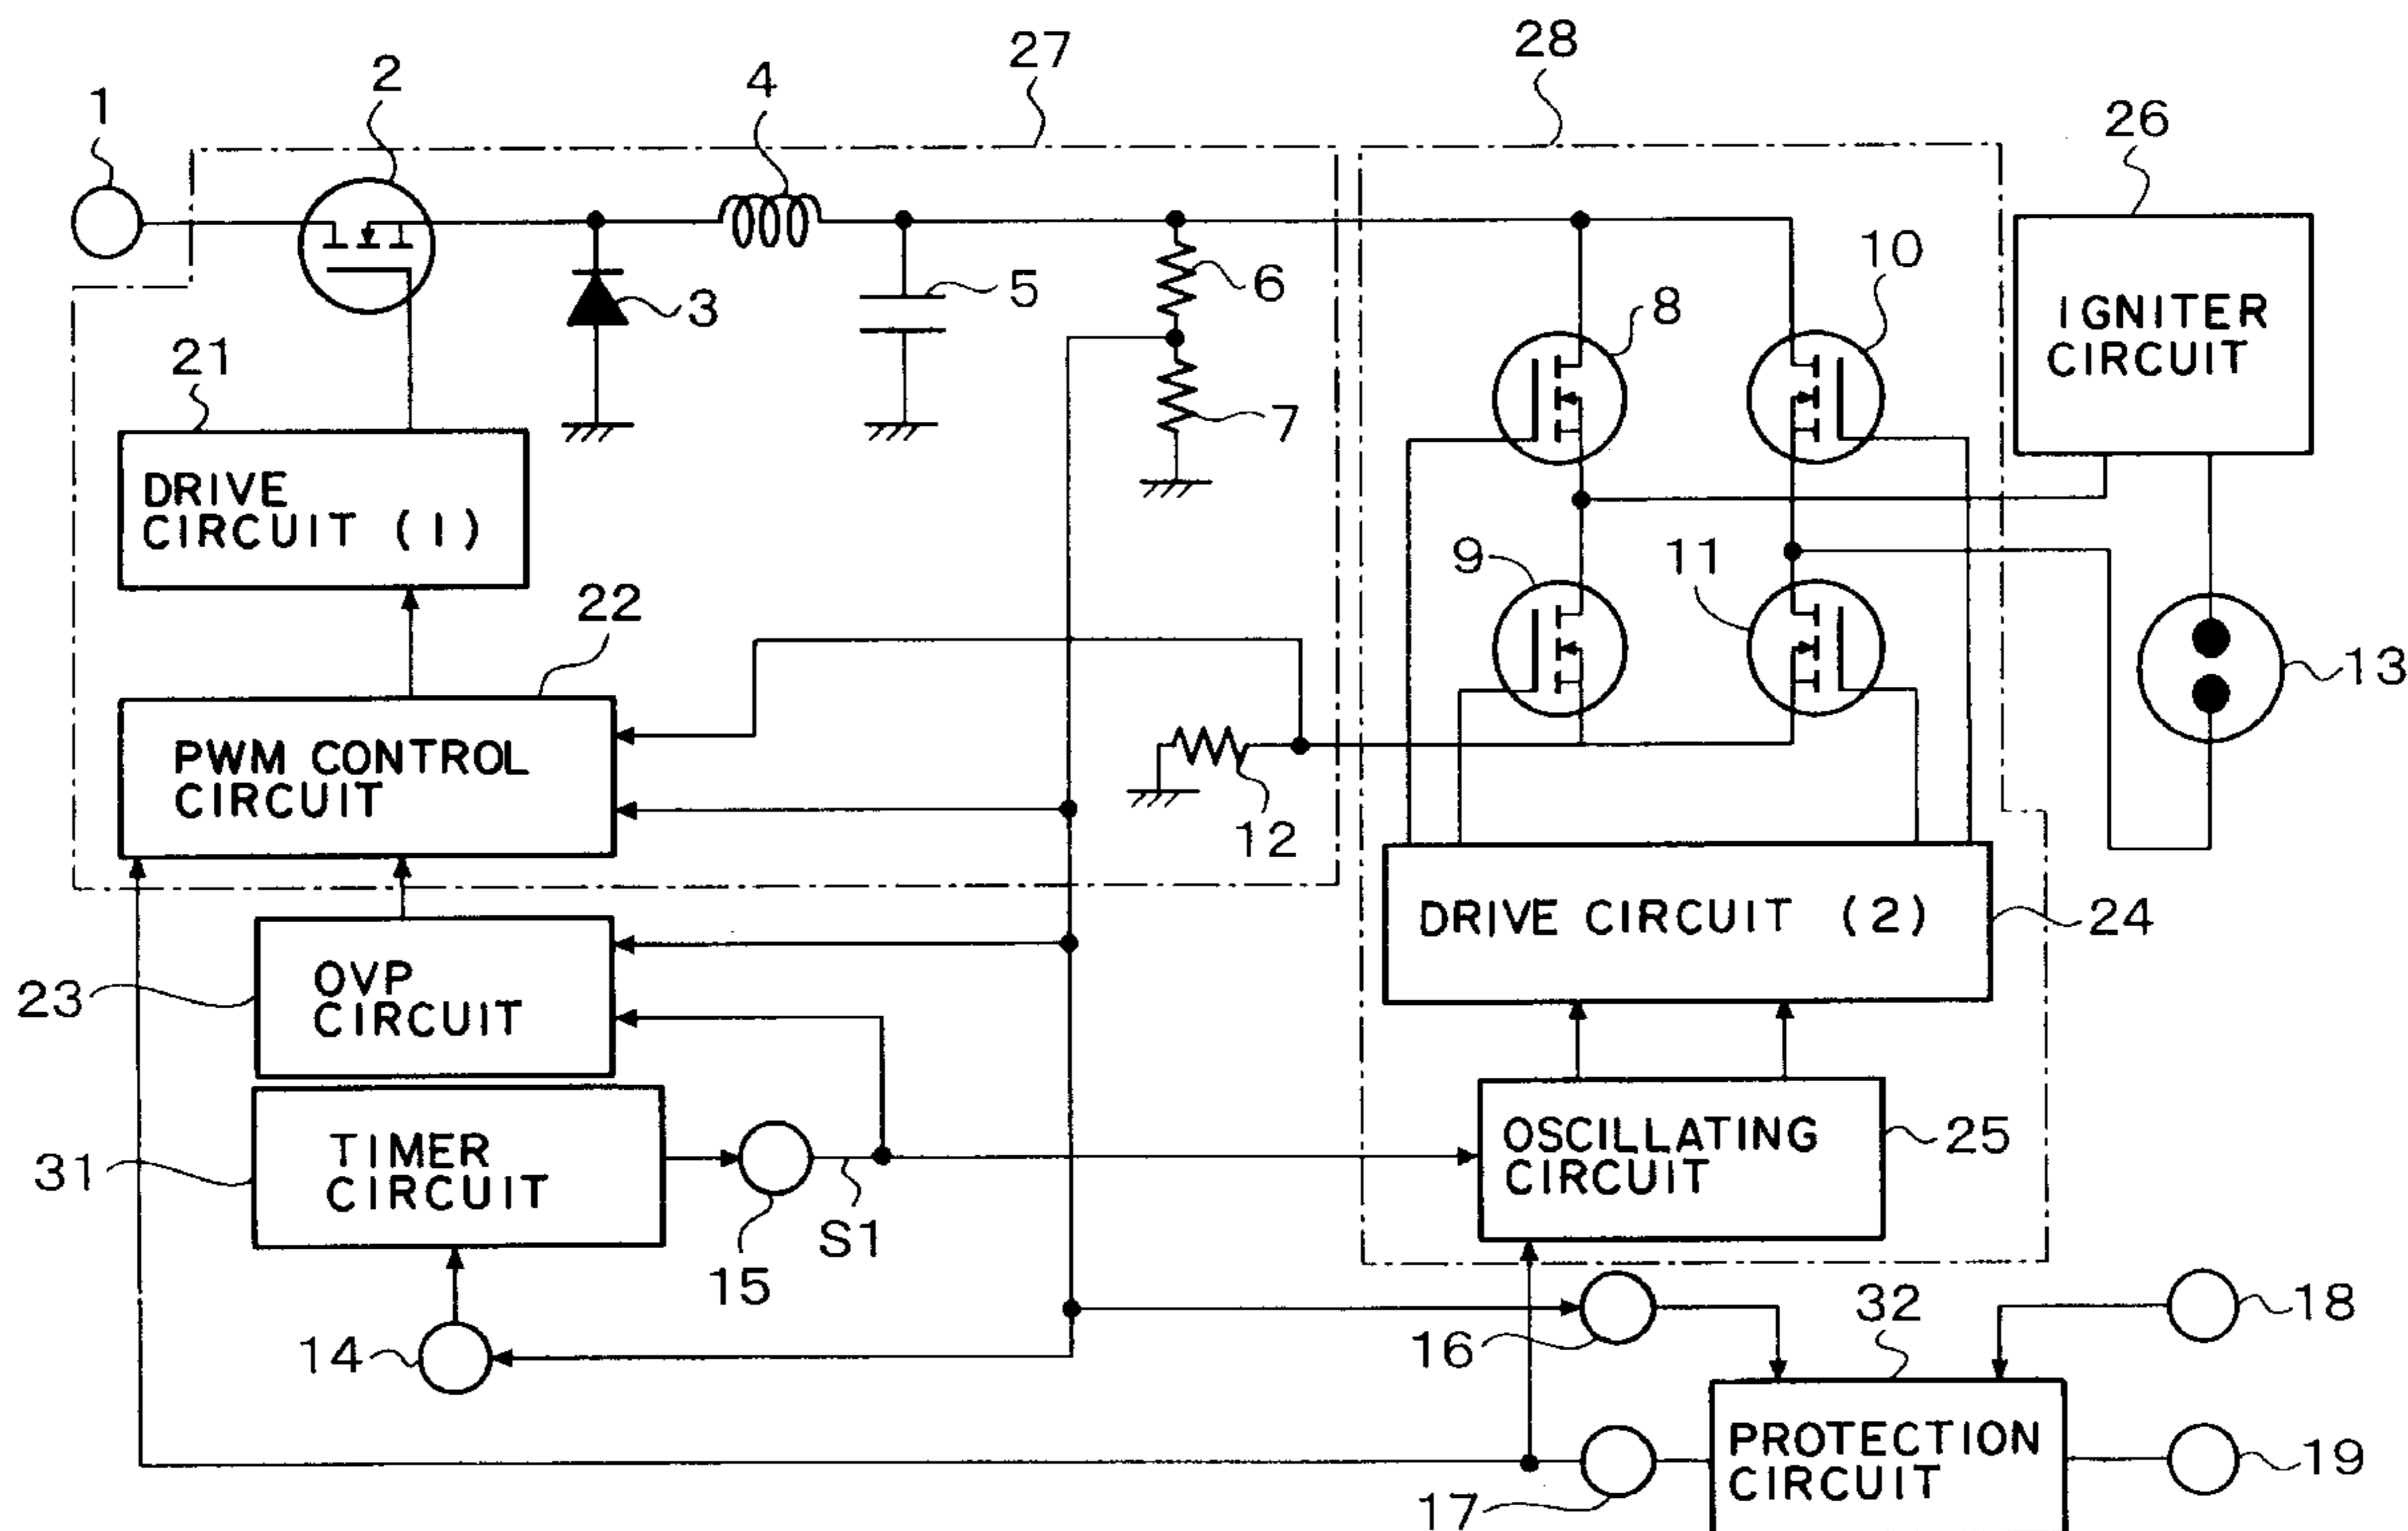 27
28
2
4
1
26
10
IGNITER
CIRCUIT
5
6
3
8
21
7
DRIVE
CIRCUIT (1)
9
11
22
13
PWM CONTROL
CIRCUIT
12
DRIVE CIRCUIT (2)
24
23
OVP
CIRCUIT
OSCILLATING
CIRCUIT
25
31
TIMER
CIRCUIT
S1
15
32
18
14
16
PROTECTION
CIRCUIT
19
17